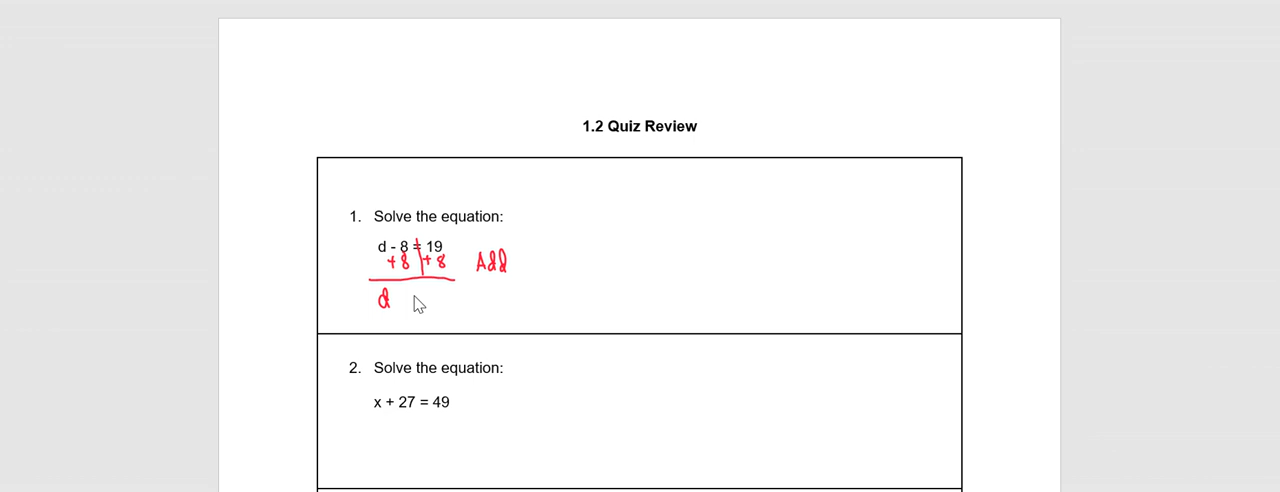 1.2 Quiz Review
1. Solve the equation:
d - 8 = 19
+8 +8 Add
d
2. Solve the equation:
x + 27 = 49